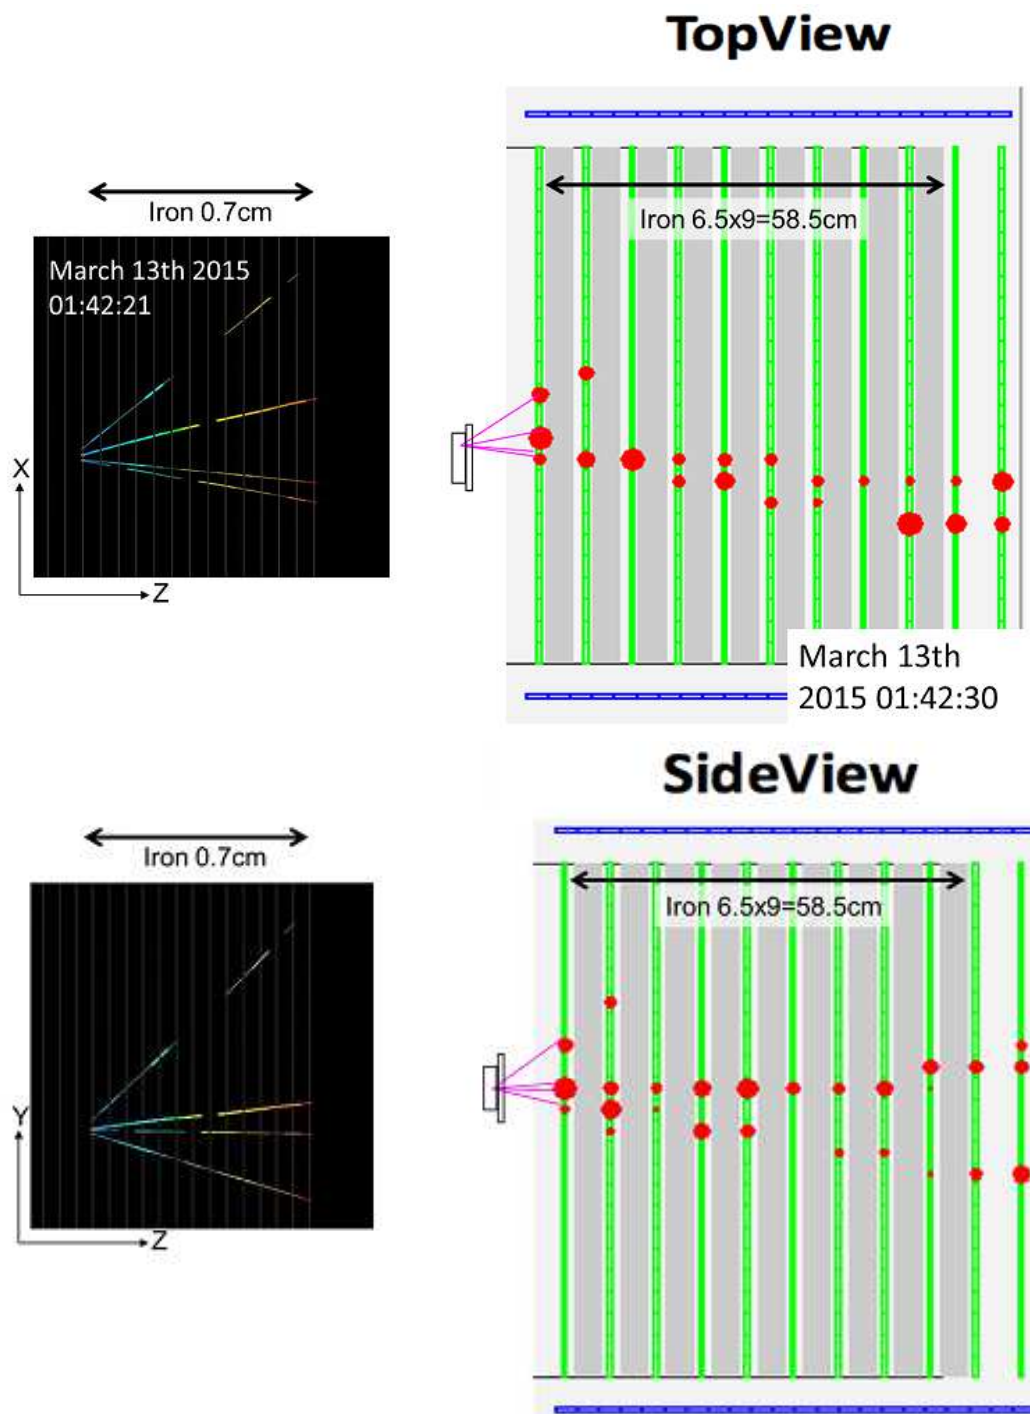 TopView
Iron 0.7cm
Iron 6.5x9=58.5cm
March 13th 2015
01:42:21
X
Z
March 13th
2015 01:42:30
SideView
Iron 0.7cm
Iron 6.5x9=58.5cm
Y
Z